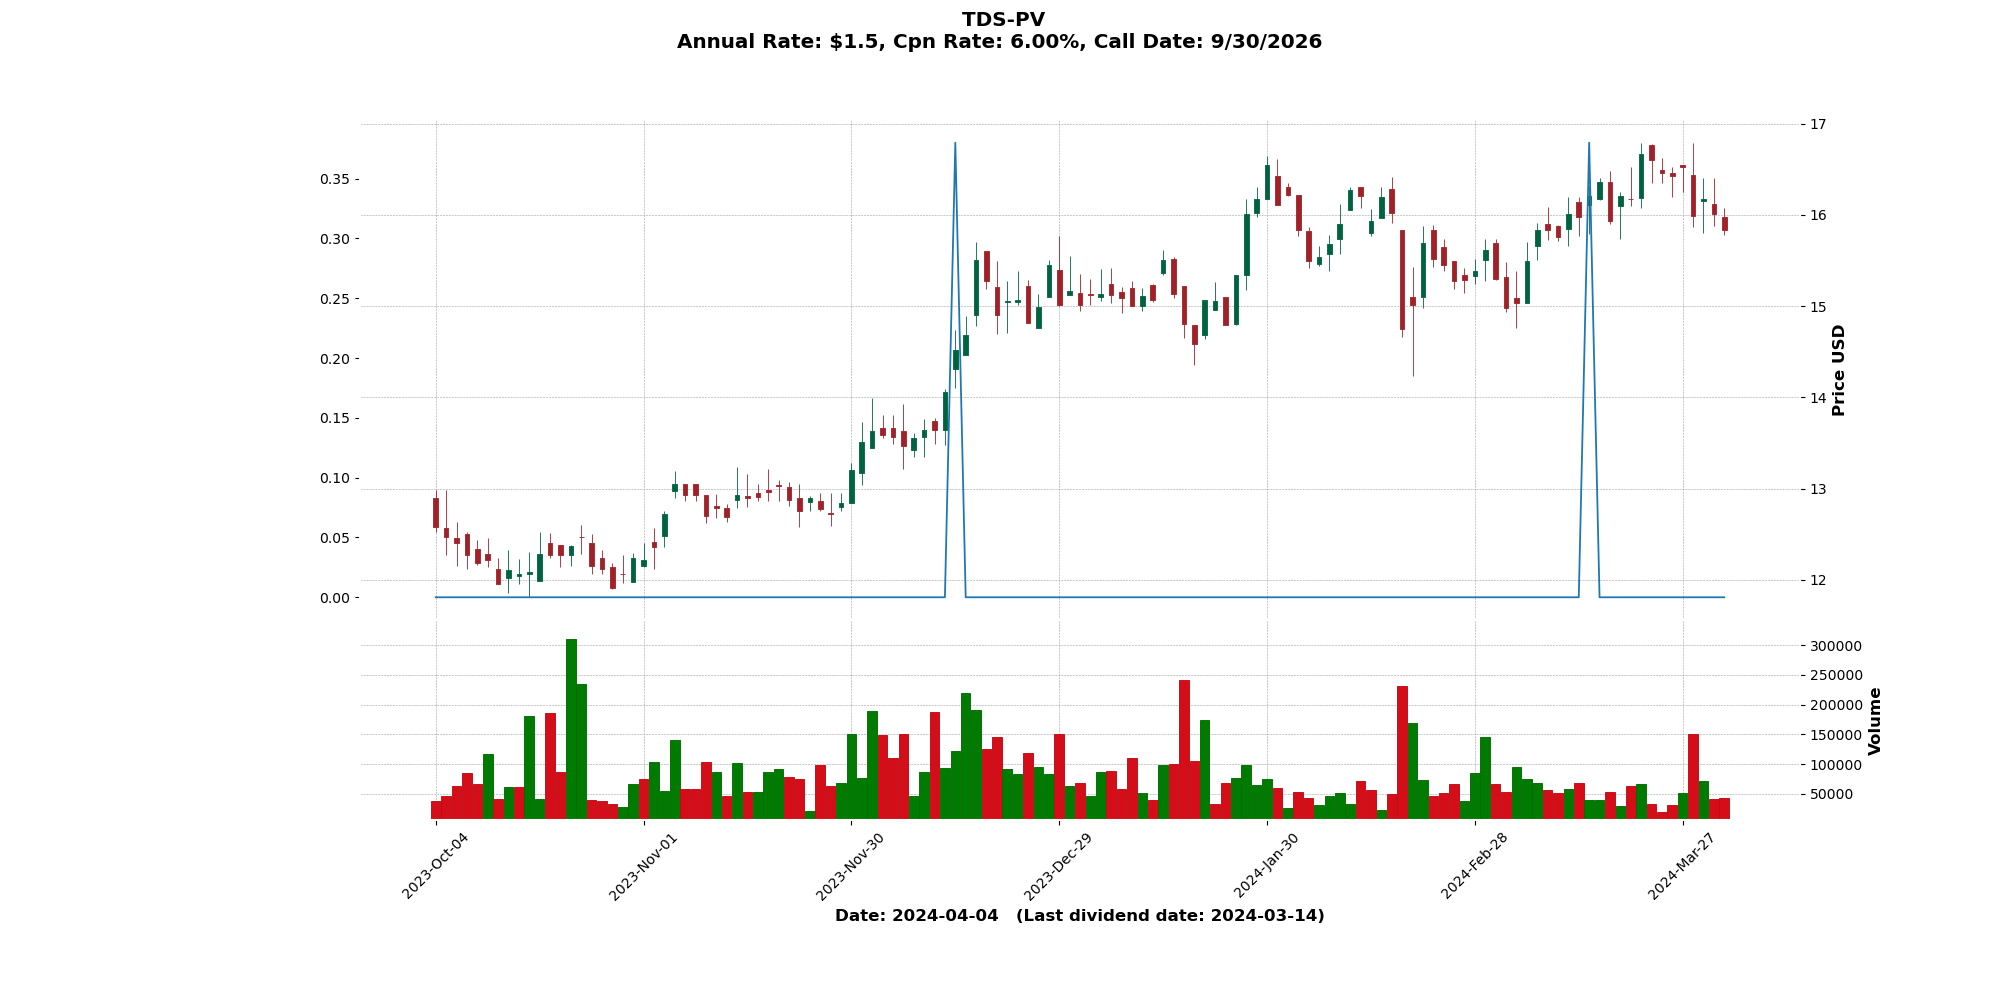 TDS-PV
Annual Rate: $1.5, Cpn Rate: 6.00%, Call Date: 9/30/2026
0.35
0.30
0.25
0.20
0.15
0.10
0.05
0.00
17
16
15
14
13
12
Price USD
300000
250000
200000
150000
100000
50000
Volume
2023-Oct-04
2023-Nov-01
2023-Nov-30
2023-Dec-29
2024-Jan-30
2024-Feb-28
2024-Mar-27
Date: 2024-04-04 (Last dividend date: 2024-03-14)